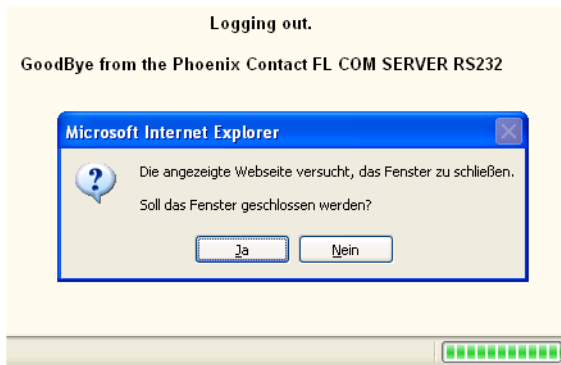 Logging out.
GoodBye from the Phoenix Contact FL COM SERVER RS232
Microsoft Internet Explorer
Die angezeigte Webseite versucht, das Fenster zu schließen.
Soll das Fenster geschlossen werden?
Ja
Nein